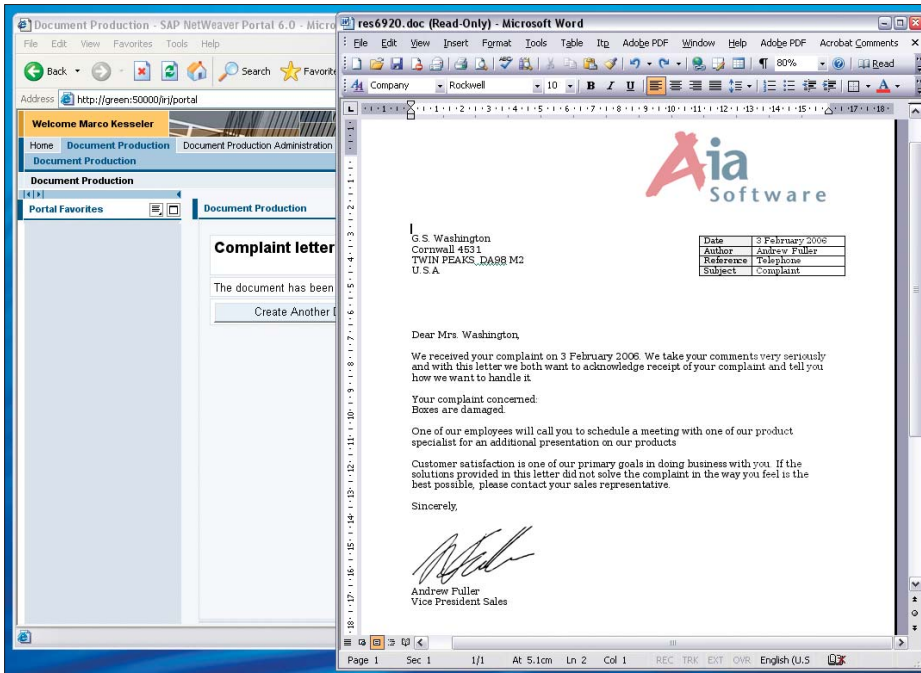 Document Production - SAP NetWeaver Portal 6.0 - Micro
File Edit View Favorites Tools Help
Back Search Favorite
Address http://green:50000/irj/portal
Welcome Marco Kesseler
Home Document Production Document Production Administration
Document Production
Document Production
Portal Favorites
Document Production
Complaint letter
The document has been
Create Another D
res6920.doc (Read-Only) - Microsoft Word
File Edit View Insert Format Tools Table Itp Adobe PDF Window Help Adobe PDF Acrobat Comments
80% Read
Company Rockwell 10 B I U
Aia
Software
G.S. Washington
Cornwall 4531
TWIN PEAKS DA98 M2
U.S.A.
Date 3 February 2006
Author Andrew Fuller
Reference Telephone
Subject Complaint
Dear Mrs. Washington,
We received your complaint on 3 February 2006. We take your comments very seriously
and with this letter we both want to acknowledge receipt of your complaint and tell you
how we want to handle it
Your complaint concerned:
Boxes are damaged.
One of our employees will call you to schedule a meeting with one of our product
specialist for an additional presentation on our products
Customer satisfaction is one of our primary goals in doing business with you. If the
solutions provided in this letter did not solve the complaint in the way you feel is the
best possible, please contact your sales representative.
Sincerely,
Andrew Fuller
Vice President Sales
Page 1 Sec 1 1/1 At 5.1cm Ln 2 Col 1 REC TRK EXT OVR English (U.S